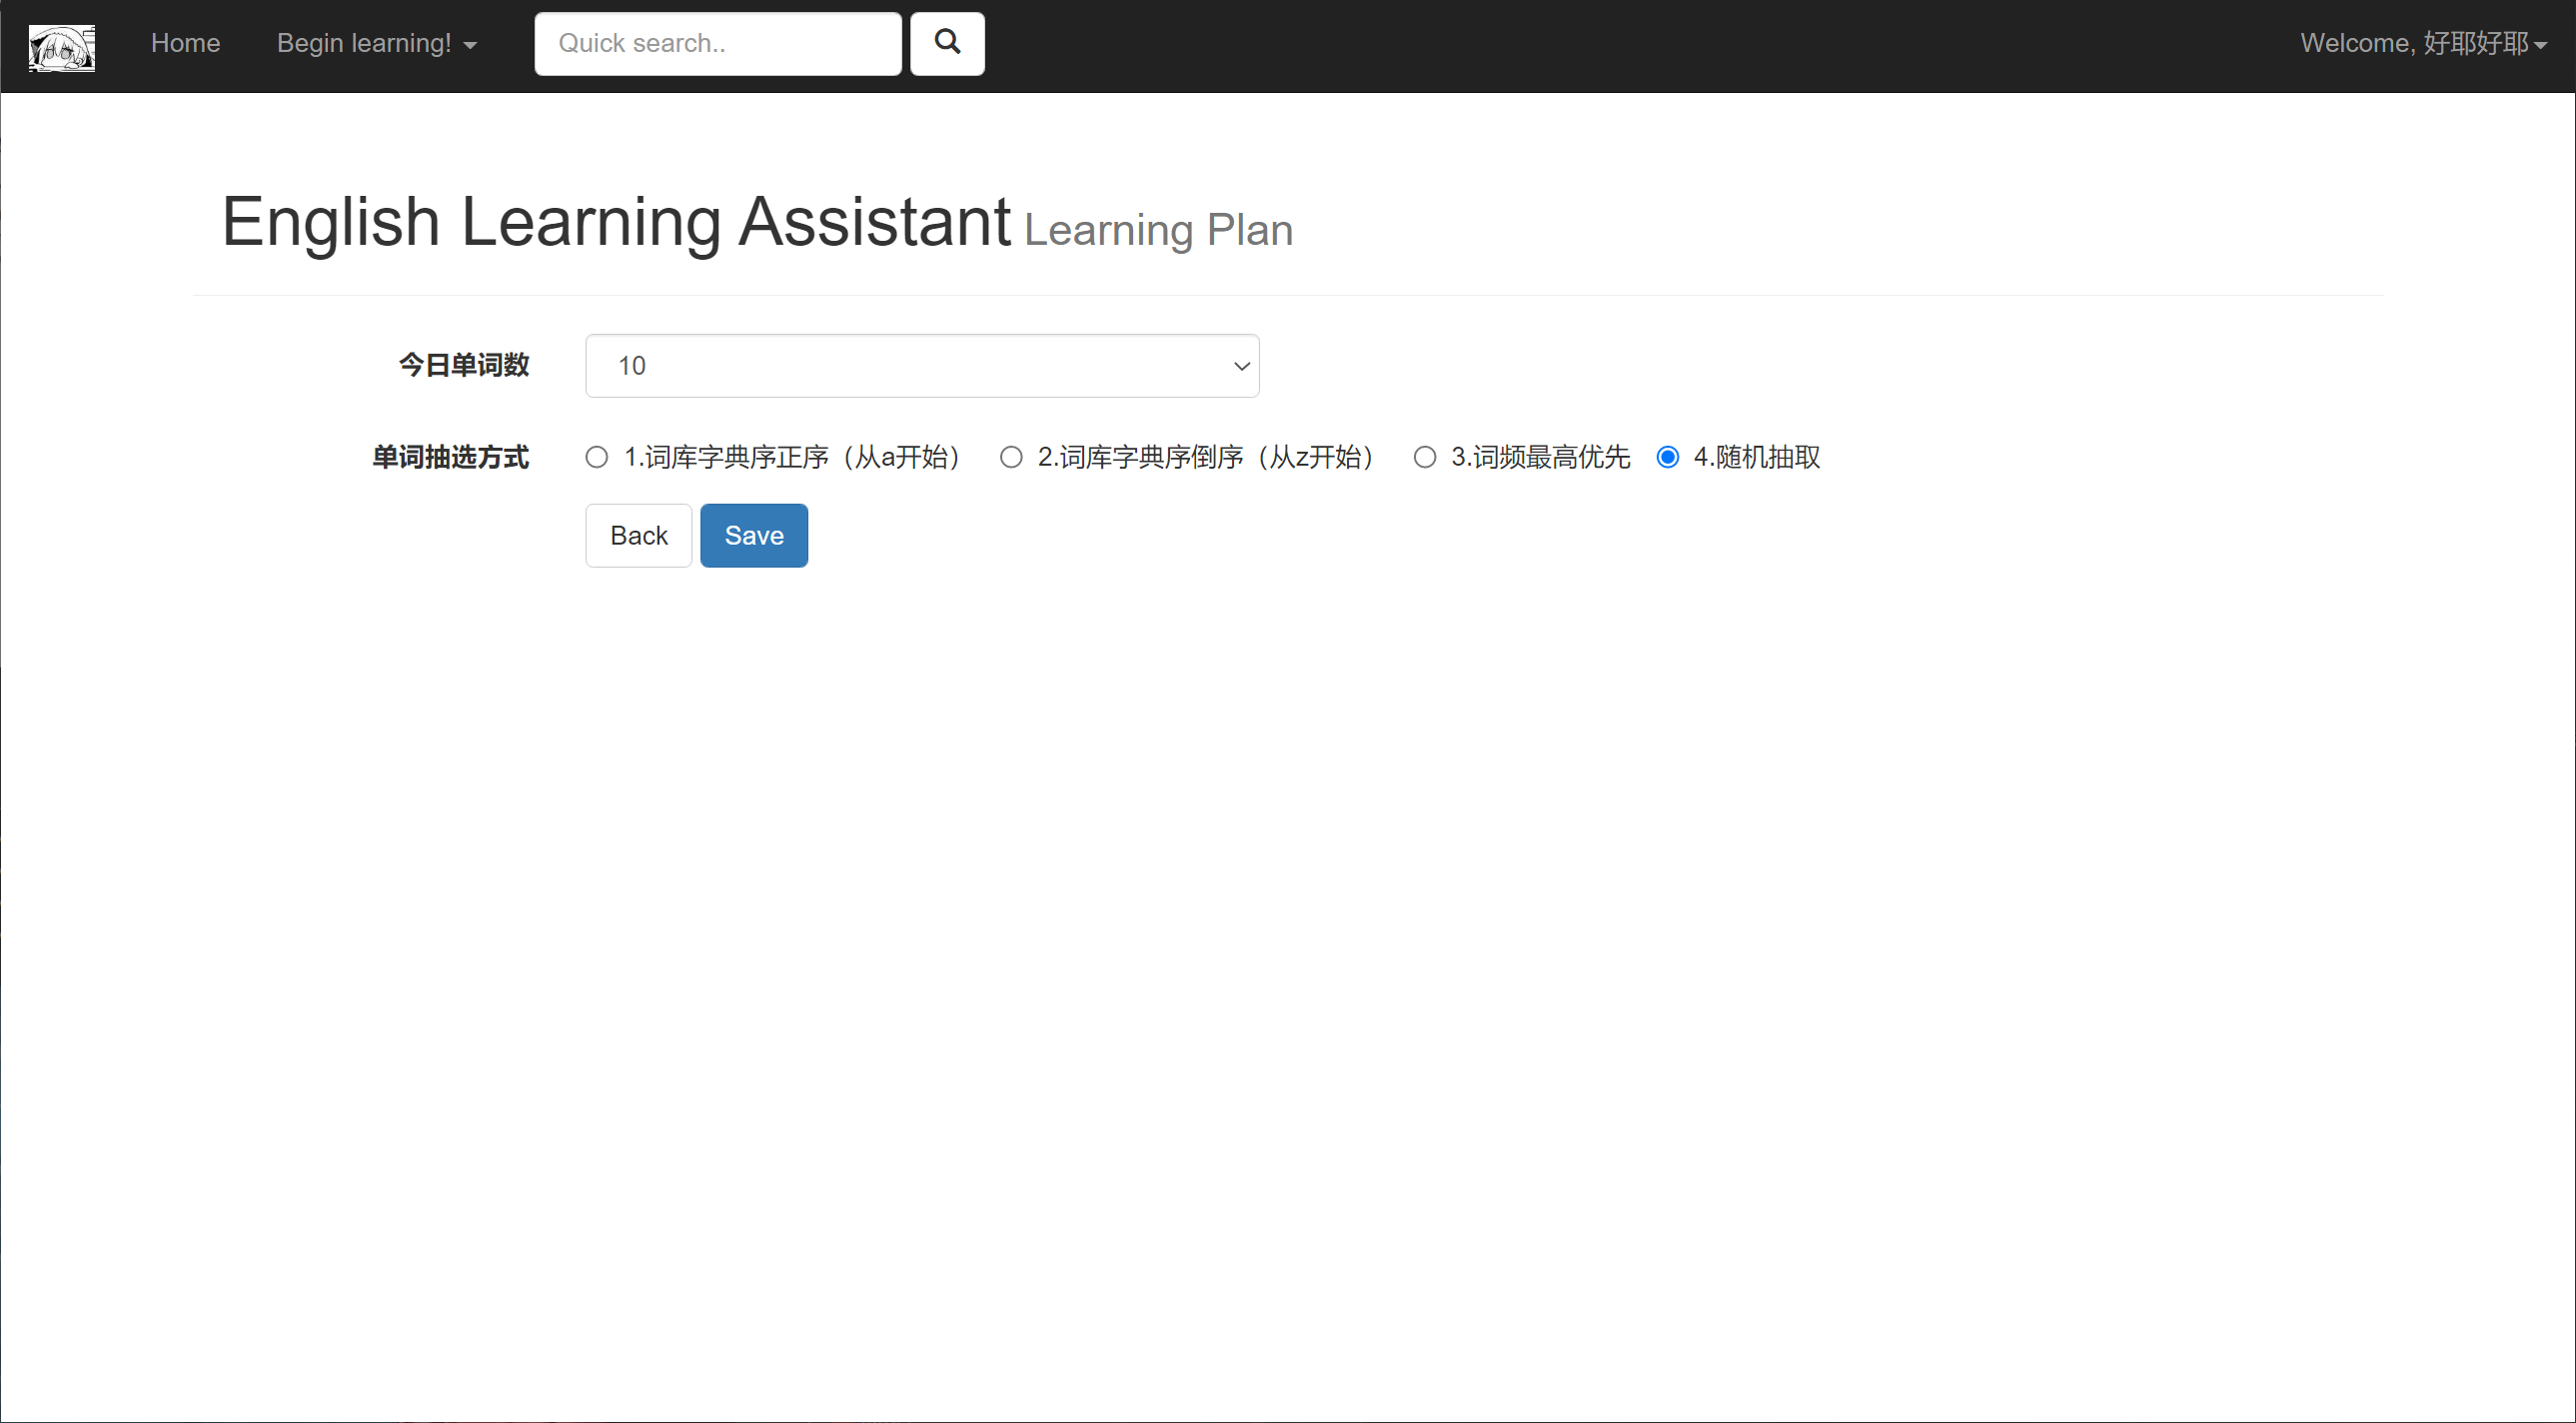 Home Begin learning! Quick search.. Welcome, 好耶好耶
English Learning Assistant Learning Plan
今日单词数 10
单词抽选方式 1.词库字典序正序（从a开始） 2.词库字典序倒序（从z开始） 3.词频最高优先 4.随机抽取
Back Save